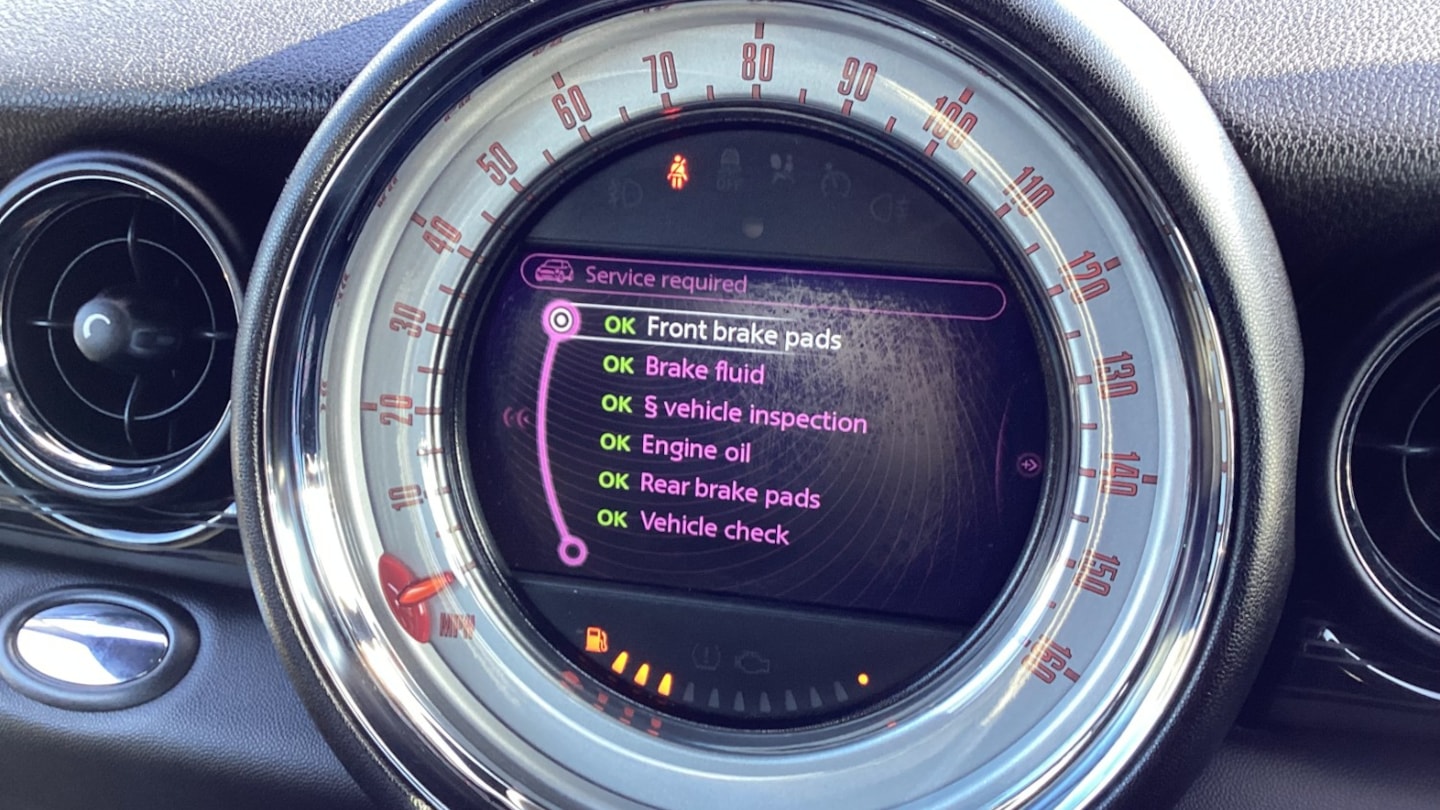 80
70
90
60
100
50
110
40
120
30
130
20
140
10
150
160
MPH
OFF
Service required
OK Front brake pads
OK Brake fluid
OK § vehicle inspection
OK Engine oil
OK Rear brake pads
OK Vehicle check